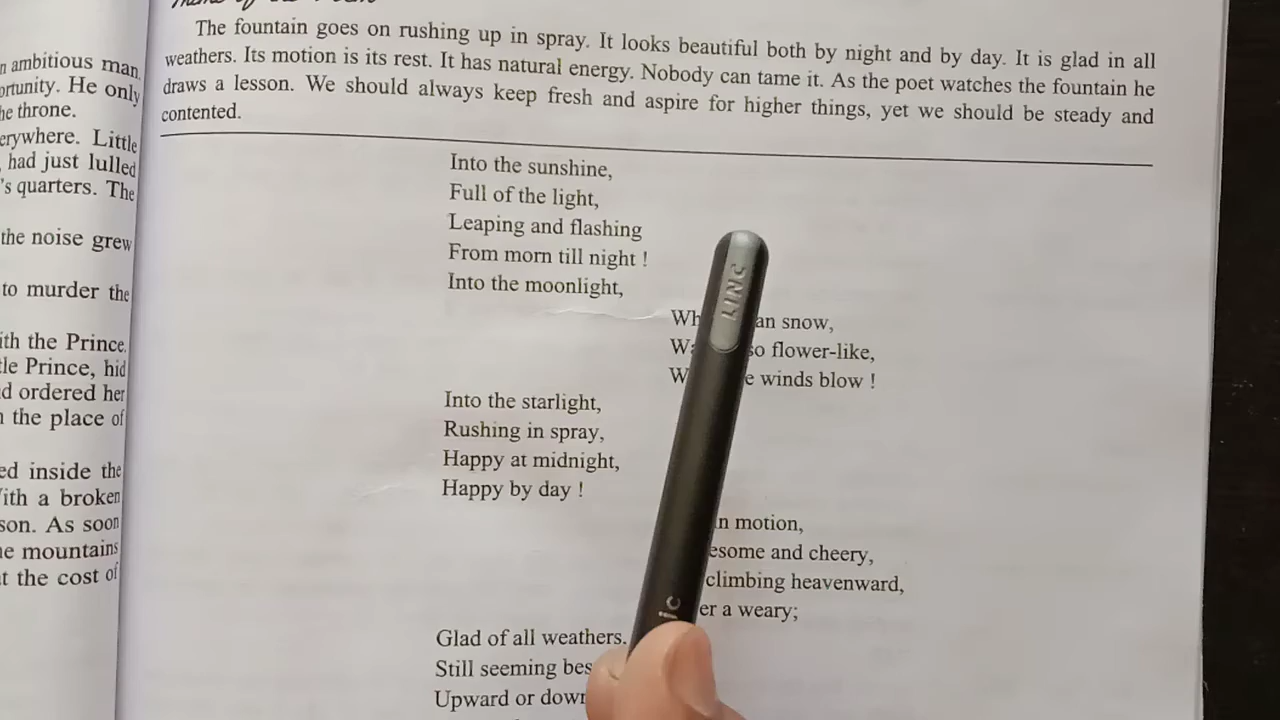 The fountain goes on rushing up in spray. It looks beautiful both by night and by day. It is glad in all
weathers. Its motion is its rest. It has natural energy. Nobody can tame it. As the poet watches the fountain he
draws a lesson. We should always keep fresh and aspire for higher things, yet we should be steady and
contented.
Into the sunshine,
Full of the light,
Leaping and flashing
From morn till night !
Into the moonlight,
an snow,
so flower-like,
winds blow !
Into the starlight,
Rushing in spray,
Happy at midnight,
Happy by day !
n motion,
esome and cheery,
climbing heavenward,
er a weary;
Glad of all weathers.
Still seeming bes
Upward or down
n ambitious man
ortunity. He only
he throne.
erywhere. Little
had just lulled
's quarters. The
the noise grew
to murder the
ith the Prince.
tle Prince, hid
d ordered her
n the place of
ed inside the
With a broken
son. As soon
he mountains
t the cost of
LINC
ic